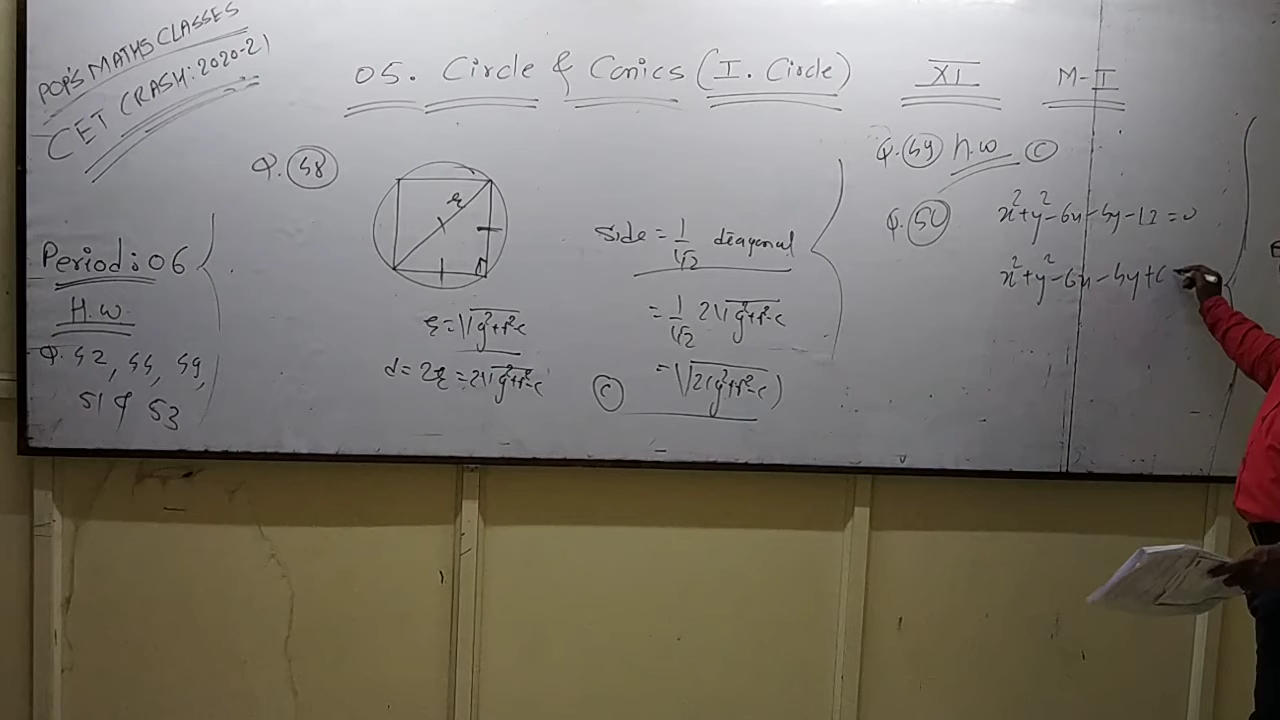 POP'S MATHS CLASSES
CET CRASH: 2020-21
05. Circle & Conics (I. Circle) XI M-I
Period: 06
H.W.
Q. 42, 44, 49,
51 & 53
Q. 48
r
r = √g²+f²-c
d = 2r = 2√g²+f²-c
side = 1/√2 diagonal
= 1/√2 2√g²+f²-c
(C) = √2(g²+f²-c)
Q. 49 h.w (C)
Q. 50 x²+y²-6x-4y-12=0
x²+y²-6x-4y+c